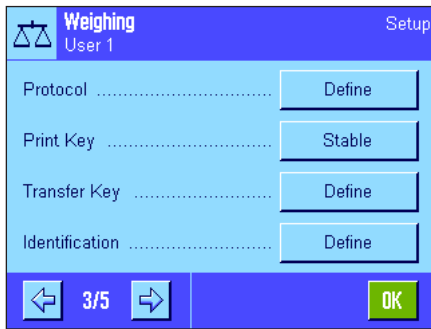 Weighing
Setup
User 1
Protocol ............................... Define
Print Key ............................. Stable
Transfer Key ........................ Define
Identification ......................... Define
3/5
OK